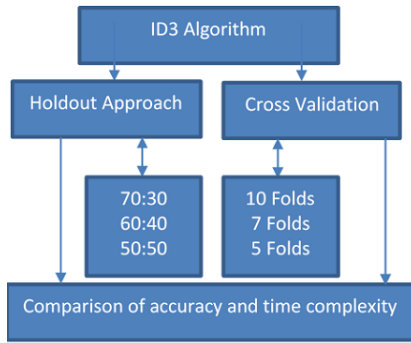 ID3 Algorithm
Holdout Approach
Cross Validation
70:30
60:40
50:50
10 Folds
7 Folds
5 Folds
Comparison of accuracy and time complexity